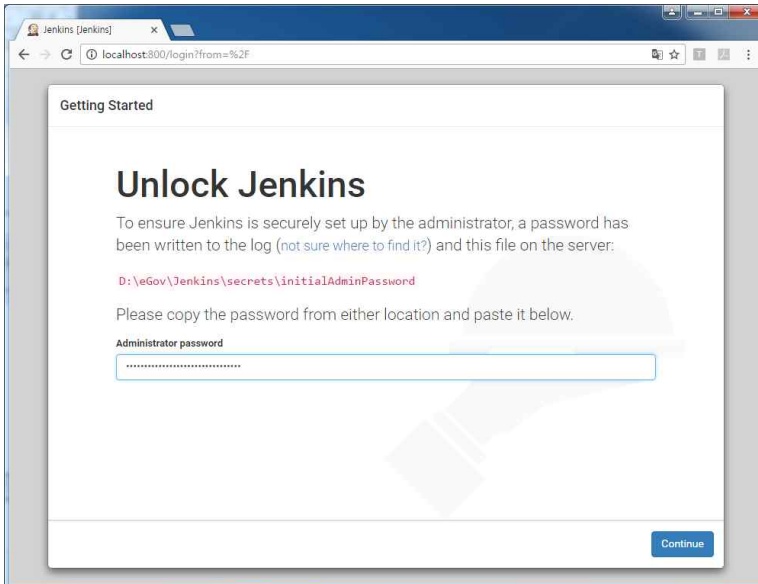 Jenkins [Jenkins]
localhost:800/login?from=%2F
Getting Started
Unlock Jenkins
To ensure Jenkins is securely set up by the administrator, a password has
been written to the log (not sure where to find it?) and this file on the server:
D:\eGov\Jenkins\secrets\initialAdminPassword
Please copy the password from either location and paste it below.
Administrator password
••••••••••••••••••••••••••••••••
Continue